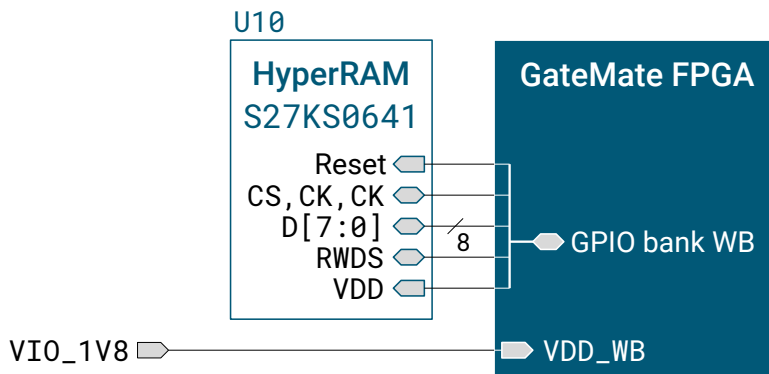 U10
HyperRAM
S27KS0641
GateMate FPGA
Reset
CS,CK,CK
D[7:0]
8
RWDS
VDD
GPIO bank WB
VIO_1V8
VDD_WB